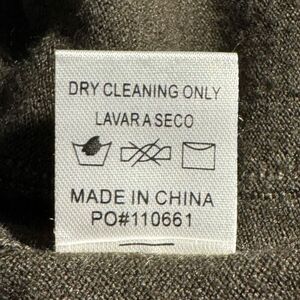 DRY CLEANING ONLY
LAVAR A SECO
MADE IN CHINA
PO#110661